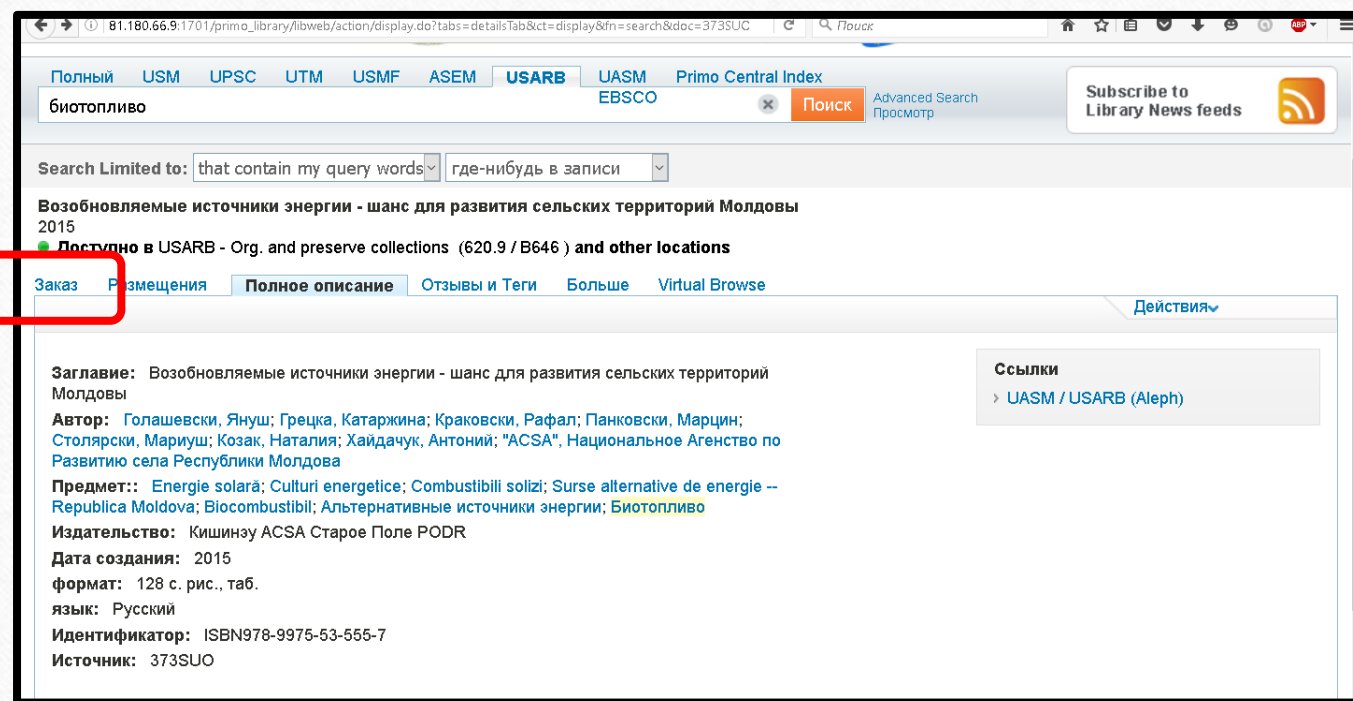 81.180.66.9:1701/primo_library/libweb/action/display.do?tabs=detailsTab&ct=display&fn=search&doc=373SUC Поиск ABP
Полный USM UPSC UTM USMF ASEM USARB UASM Primo Central Index
EBSCO
биотопливо Поиск Advanced Search
Просмотр
Subscribe to
Library News feeds
Search Limited to: that contain my query words где-нибудь в записи
Возобновляемые источники энергии - шанс для развития сельских территорий Молдовы
2015
Доступно в USARB - Org. and preserve collections (620.9 / B646 ) and other locations
Заказ Размещения Полное описание Отзывы и Теги Больше Virtual Browse
Действия
Заглавие: Возобновляемые источники энергии - шанс для развития сельских территорий
Молдовы
Автор: Голашевски, Януш; Грецка, Катаржина; Краковски, Рафал; Панковски, Марцин;
Столярски, Мариуш; Козак, Наталия; Хайдачук, Антоний; "ACSA", Национальное Агенство по
Развитию села Республики Молдова
Предмет:: Energie solară; Culturi energetice; Combustibili solizi; Surse alternative de energie --
Republica Moldova; Biocombustibil; Альтернативные источники энергии; Биотопливо
Издательство: Кишинэу ACSA Старое Поле PODR
Дата создания: 2015
формат: 128 с. рис., таб.
язык: Русский
Идентификатор: ISBN978-9975-53-555-7
Источник: 373SUO
Ссылки
UASM / USARB (Aleph)